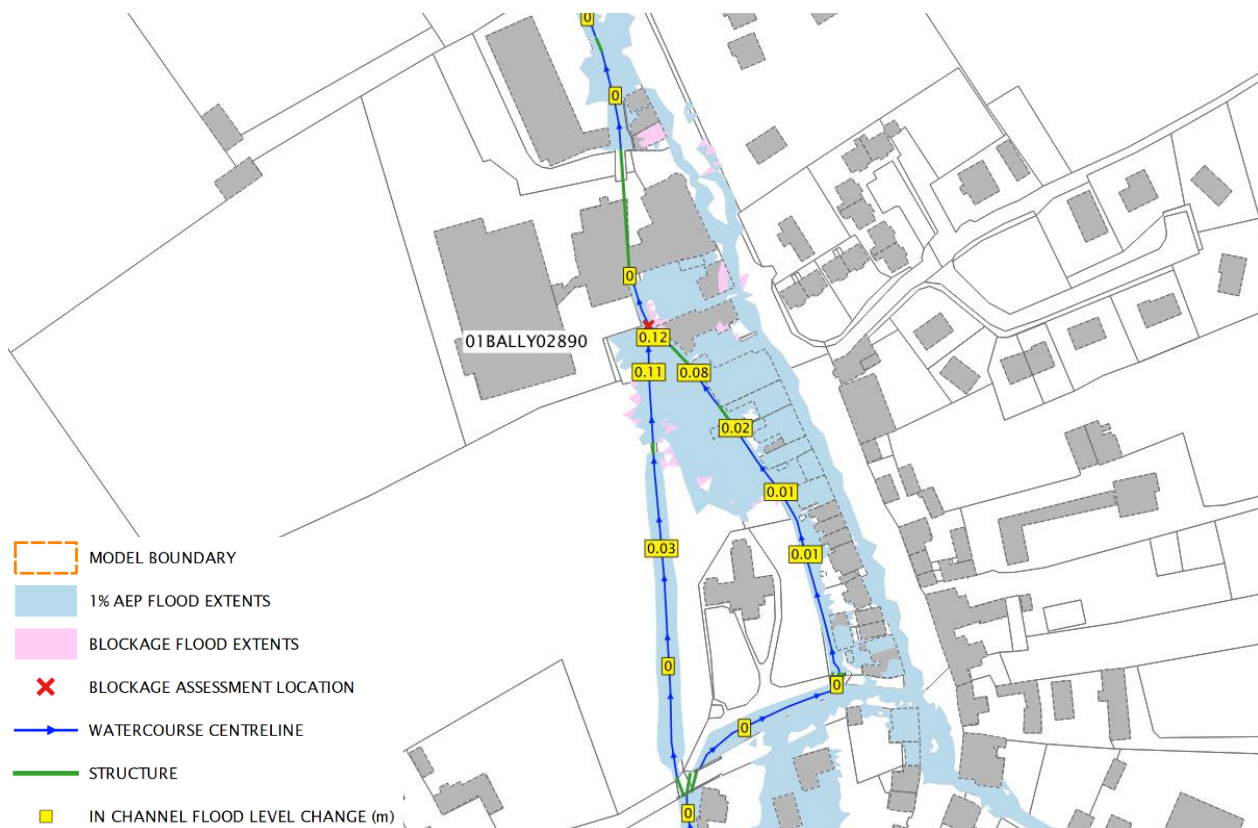 0
0
0
01BALLY02890
0.12
0.11
0.08
0.02
0.01
0.03
0.01
0
0
0
0
MODEL BOUNDARY
1% AEP FLOOD EXTENTS
BLOCKAGE FLOOD EXTENTS
BLOCKAGE ASSESSMENT LOCATION
WATERCOURSE CENTRELINE
STRUCTURE
IN CHANNEL FLOOD LEVEL CHANGE (m)